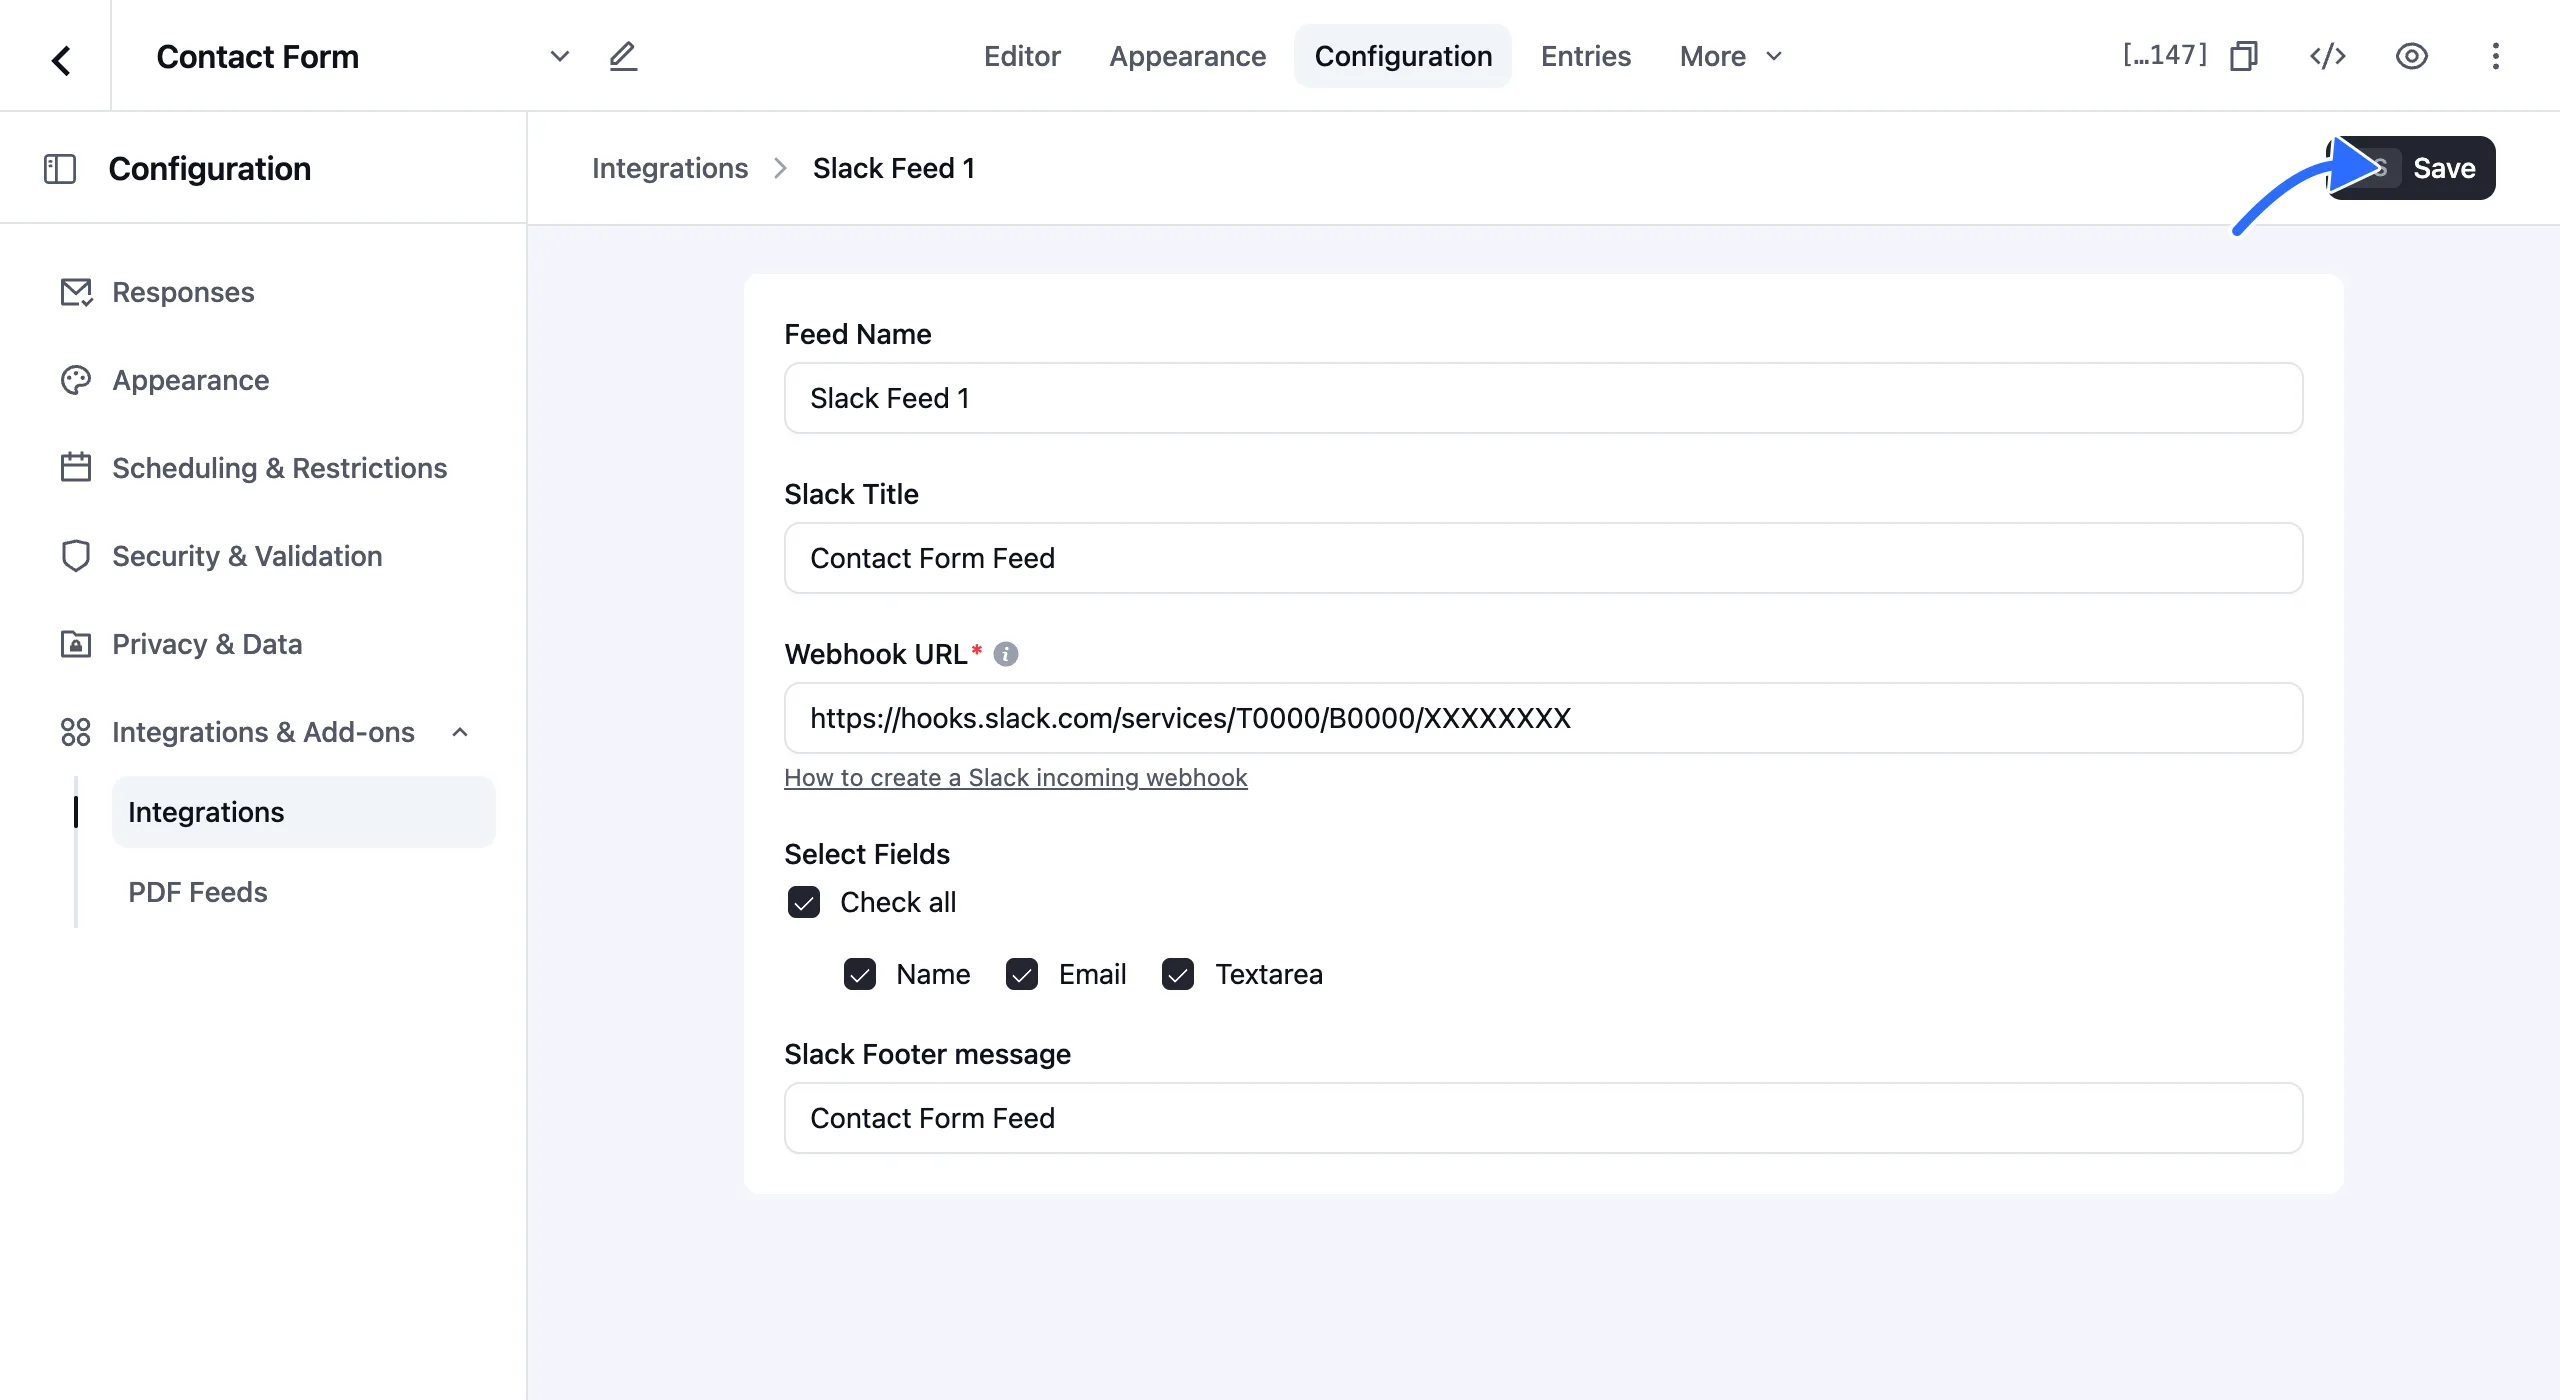 Contact Form
Editor Appearance Configuration Entries More
[…147]
Configuration
Integrations Slack Feed 1
S Save
Responses
Appearance
Scheduling & Restrictions
Security & Validation
Privacy & Data
Integrations & Add-ons
Integrations
PDF Feeds
Feed Name
Slack Feed 1
Slack Title
Contact Form Feed
Webhook URL*
https://hooks.slack.com/services/T0000/B0000/XXXXXXXX
How to create a Slack incoming webhook
Select Fields
Check all
Name Email Textarea
Slack Footer message
Contact Form Feed